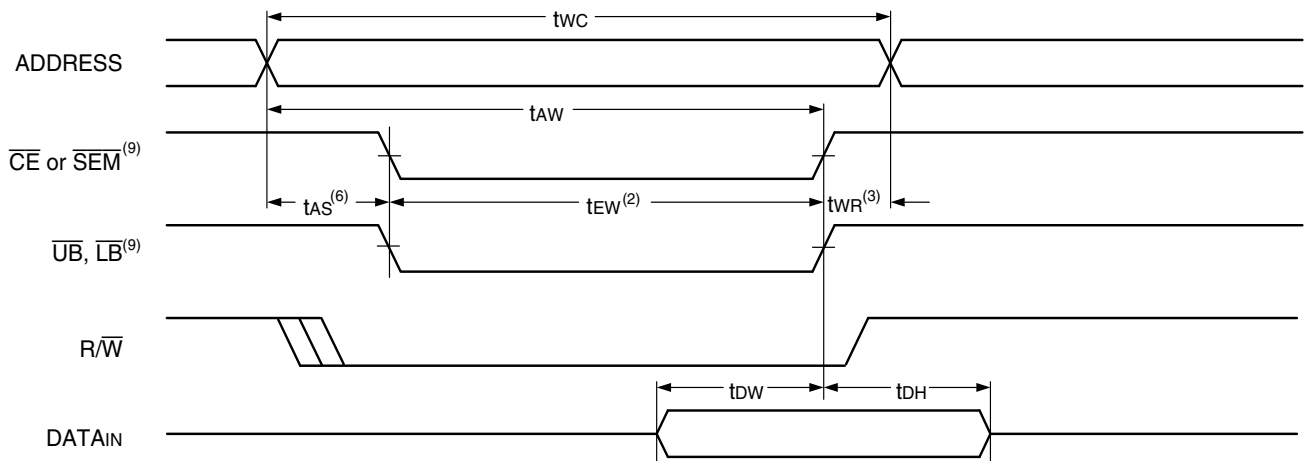 tWC
ADDRESS
tAW
CE or SEM(9)
tAS(6) tEW(2) tWR(3)
UB, LB(9)
R/W
tDW tDH
DATAIN